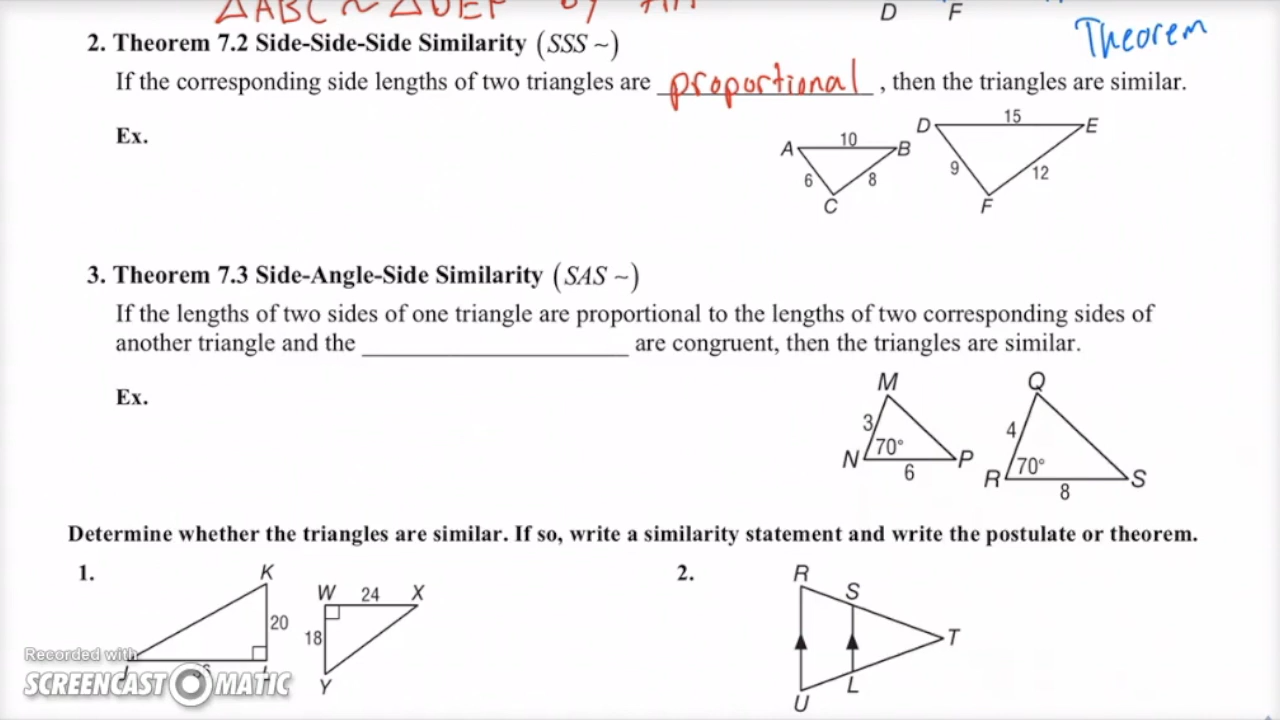 △ABC ~ △DEF by AA
D F
Theorem
2. Theorem 7.2 Side-Side-Side Similarity (SSS ~)
If the corresponding side lengths of two triangles are proportional, then the triangles are similar.
Ex.
A 10 B
6 8
C
D 15 E
9 12
F
3. Theorem 7.3 Side-Angle-Side Similarity (SAS ~)
If the lengths of two sides of one triangle are proportional to the lengths of two corresponding sides of
another triangle and the ____________________ are congruent, then the triangles are similar.
Ex.
M
3
N 70° P
6
Q
4
R 70° S
8
Determine whether the triangles are similar. If so, write a similarity statement and write the postulate or theorem.
1.
K
20
W 24 X
18
Y
2.
R
S
T
L
U
Recorded with
SCREENCAST MATIC